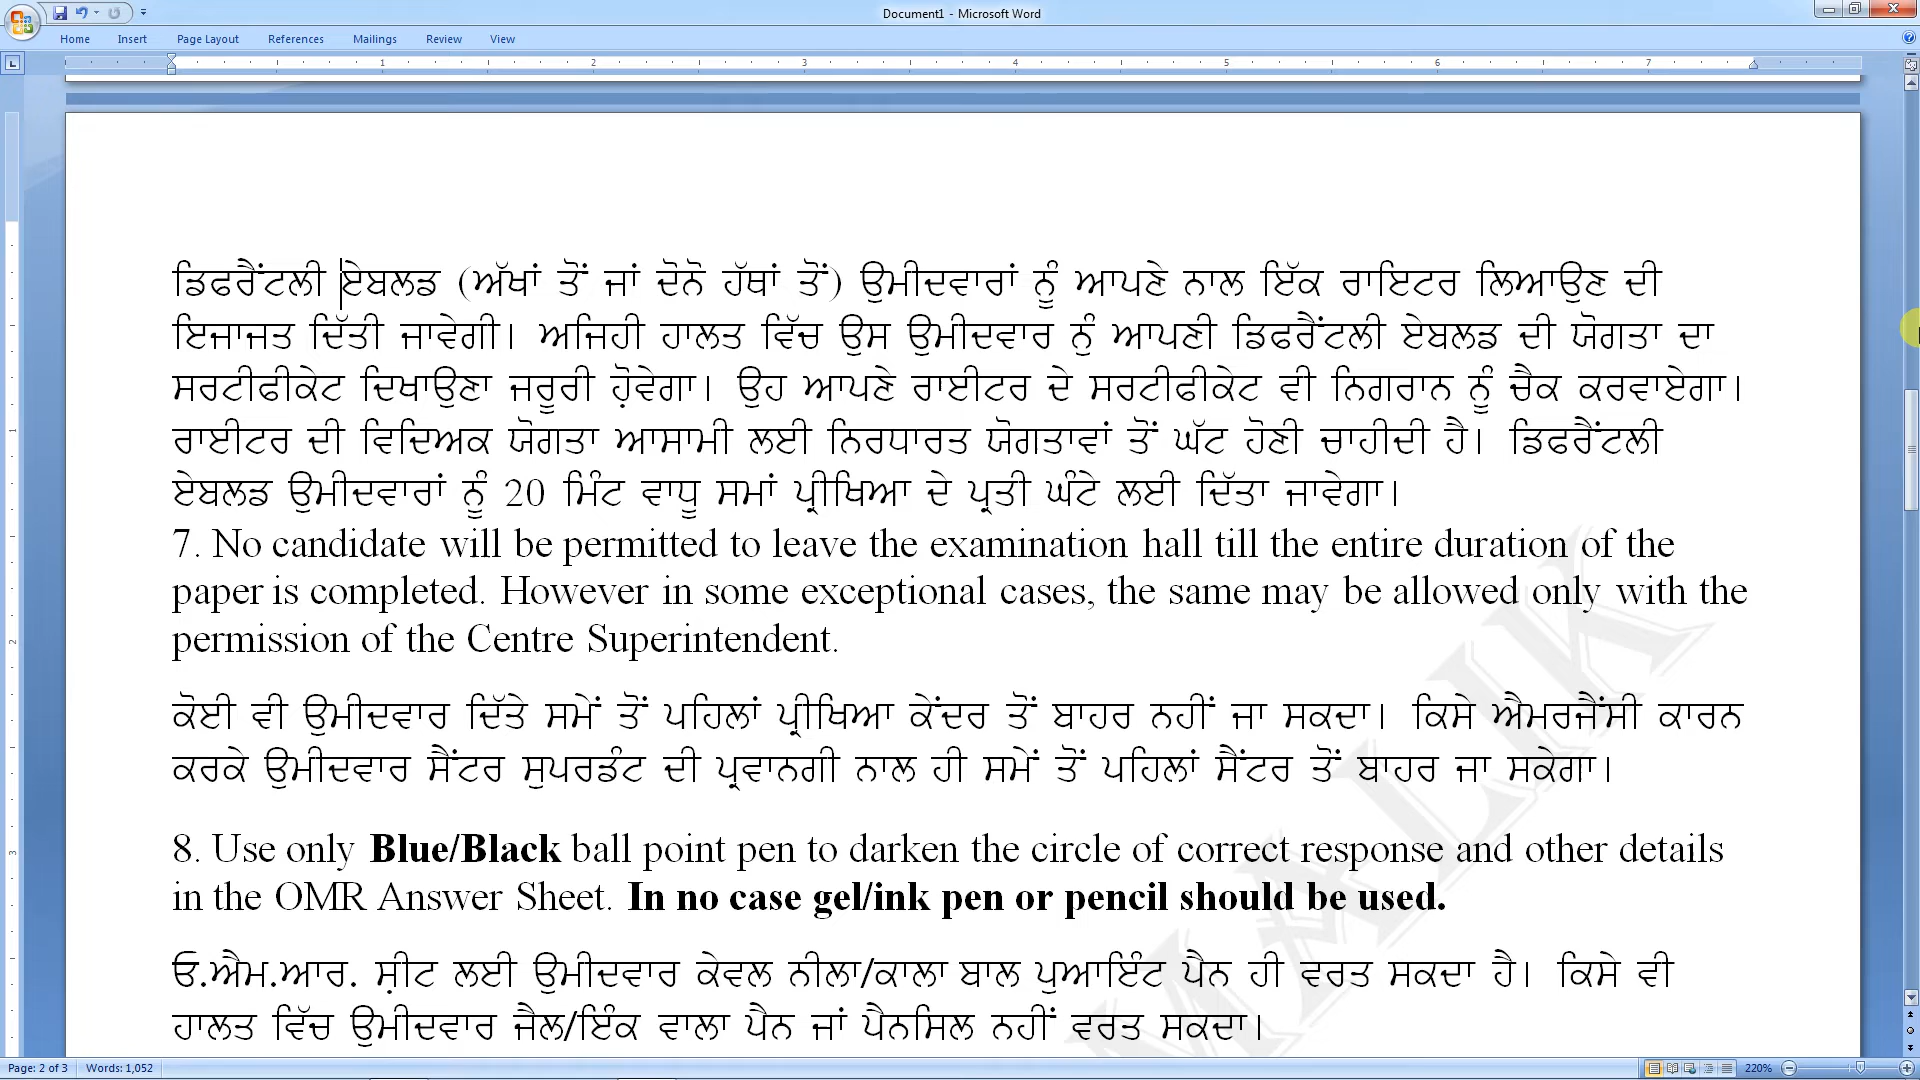 Document1 - Microsoft Word
Home Insert Page Layout References Mailings Review View
1 2 3 4 5 6 7
ਡਿਫਰੈਂਟਲੀ ਏਬਲਡ (ਅੱਖਾਂ ਤੋਂ ਜਾਂ ਦੋਨੋ ਹੱਥਾਂ ਤੋਂ) ਉਮੀਦਵਾਰਾਂ ਨੂੰ ਆਪਣੇ ਨਾਲ ਇੱਕ ਰਾਇਟਰ ਲਿਆਉਣ ਦੀ
ਇਜਾਜਤ ਦਿੱਤੀ ਜਾਵੇਗੀ। ਅਜਿਹੀ ਹਾਲਤ ਵਿੱਚ ਉਸ ਉਮੀਦਵਾਰ ਨੁੰ ਆਪਣੀ ਡਿਫਰੈਂਟਲੀ ਏਬਲਡ ਦੀ ਯੋਗਤਾ ਦਾ
ਸਰਟੀਫੀਕੇਟ ਦਿਖਾਉਣਾ ਜਰੂਰੀ ਹੋ਼ਵੇਗਾ। ਉਹ ਆਪਣੇ ਰਾਈਟਰ ਦੇ ਸਰਟੀਫੀਕੇਟ ਵੀ ਨਿਗਰਾਨ ਨੂੰ ਚੈਕ ਕਰਵਾਏਗਾ।
ਰਾਈਟਰ ਦੀ ਵਿਦਿਅਕ ਯੋਗਤਾ ਆਸਾਮੀ ਲਈ ਨਿਰਧਾਰਤ ਯੋਗਤਾਵਾਂ ਤੋਂ ਘੱਟ ਹੋਣੀ ਚਾਹੀਦੀ ਹੈ। ਡਿਫਰੈਂਟਲੀ
ਏਬਲਡ ਉਮੀਦਵਾਰਾਂ ਨੂੰ 20 ਮਿੰਟ ਵਾਧੂ ਸਮਾਂ ਪ੍ਰੀਖਿਆ ਦੇ ਪ੍ਰਤੀ ਘੰਟੇ ਲਈ ਦਿੱਤਾ ਜਾਵੇਗਾ।
7. No candidate will be permitted to leave the examination hall till the entire duration of the
paper is completed. However in some exceptional cases, the same may be allowed only with the
permission of the Centre Superintendent.
ਕੋਈ ਵੀ ਉਮੀਦਵਾਰ ਦਿੱਤੇ ਸਮੇਂ ਤੋਂ ਪਹਿਲਾਂ ਪ੍ਰੀਖਿਆ ਕੇਂਦਰ ਤੋਂ ਬਾਹਰ ਨਹੀਂ ਜਾ ਸਕਦਾ। ਕਿਸੇ ਐਮਰਜੈਂਸੀ ਕਾਰਨ
ਕਰਕੇ ਉਮੀਦਵਾਰ ਸੈਂਟਰ ਸੁਪਰਡੰਟ ਦੀ ਪ੍ਰਵਾਨਗੀ ਨਾਲ ਹੀ ਸਮੇਂ ਤੋਂ ਪਹਿਲਾਂ ਸੈਂਟਰ ਤੋਂ ਬਾਹਰ ਜਾ ਸਕੇਗਾ।
8. Use only Blue/Black ball point pen to darken the circle of correct response and other details
in the OMR Answer Sheet. In no case gel/ink pen or pencil should be used.
ਓ.ਐਮ.ਆਰ. ਸ਼ੀਟ ਲਈ ਉਮੀਦਵਾਰ ਕੇਵਲ ਨੀਲਾ/ਕਾਲਾ ਬਾਲ ਪੁਆਇੰਟ ਪੈਨ ਹੀ ਵਰਤ ਸਕਦਾ ਹੈ। ਕਿਸੇ ਵੀ
ਹਾਲਤ ਵਿੱਚ ਉਮੀਦਵਾਰ ਜੈਲ/ਇੰਕ ਵਾਲਾ ਪੈਨ ਜਾਂ ਪੈਨਸਿਲ ਨਹੀਂ ਵਰਤ ਸਕਦਾ।
MALIK
Page: 2 of 3 Words: 1,052 220%